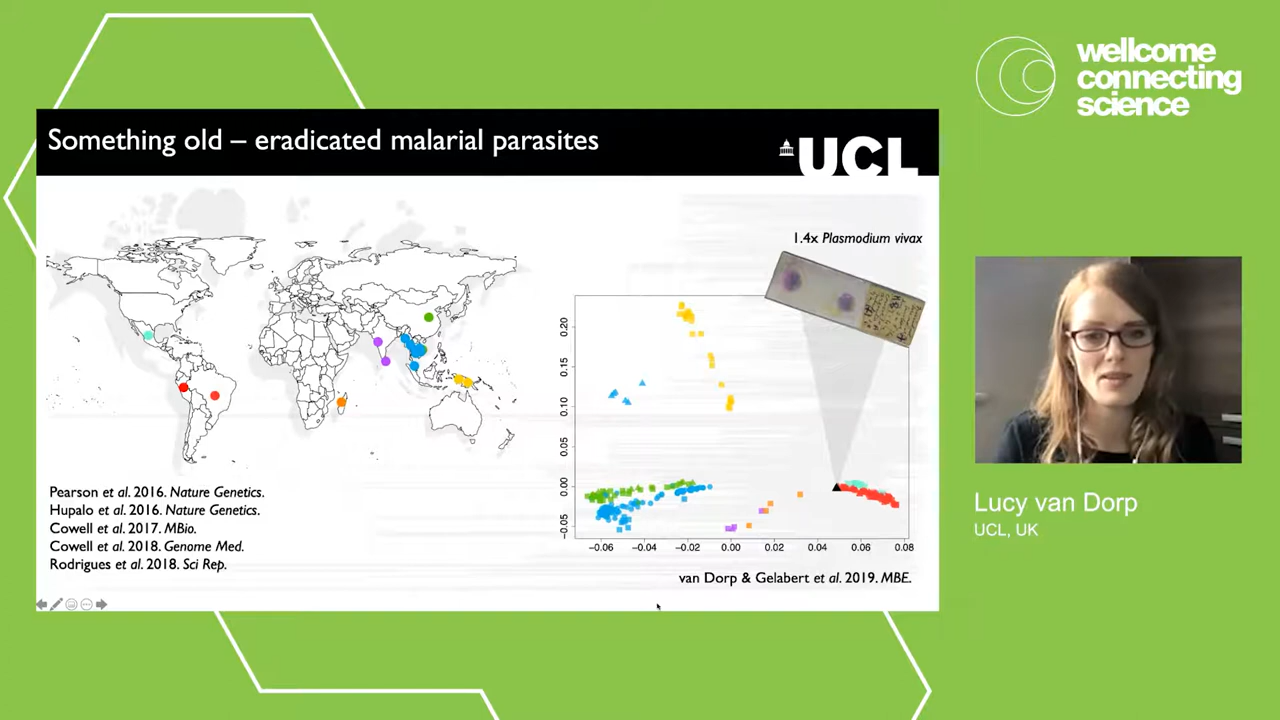 wellcome
connecting
science
Something old – eradicated malarial parasites
UCL
1.4x Plasmodium vivax
0.20
0.15
0.10
0.05
0.00
-0.05
-0.06
-0.04
-0.02
0.00
0.02
0.04
0.06
0.08
Pearson et al. 2016. Nature Genetics.
Hupalo et al. 2016. Nature Genetics.
Cowell et al. 2017. MBio.
Cowell et al. 2018. Genome Med.
Rodrigues et al. 2018. Sci Rep.
van Dorp & Gelabert et al. 2019. MBE.
Lucy van Dorp
UCL, UK